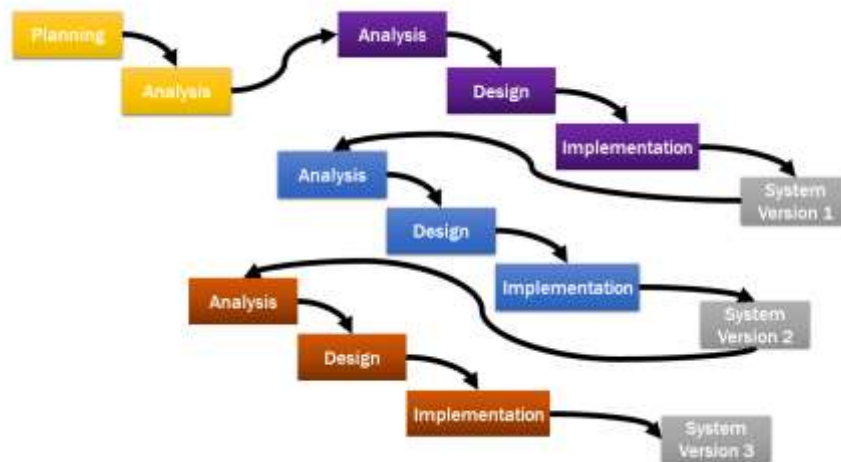 Planning
Analysis
Analysis
Design
Implementation
System
Version 1
Analysis
Design
Implementation
System
Version 2
Analysis
Design
Implementation
System
Version 3